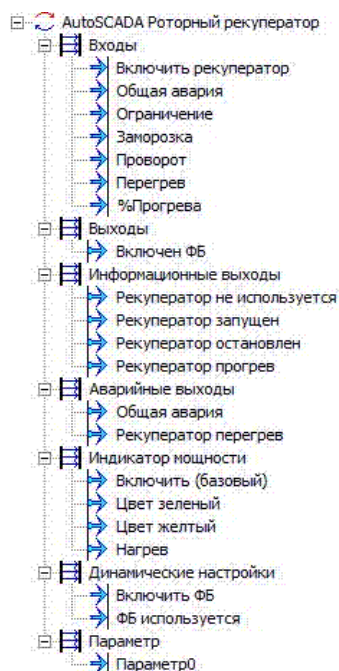 AutoSCADA Роторный рекуператор
Входы
Включить рекуператор
Общая авария
Ограничение
Заморозка
Проворот
Перегрев
%Прогрева
Выходы
Включен ФБ
Информационные выходы
Рекуператор не используется
Рекуператор запущен
Рекуператор остановлен
Рекуператор прогрев
Аварийные выходы
Общая авария
Рекуператор перегрев
Индикатор мощности
Включить (базовый)
Цвет зеленый
Цвет желтый
Нагрев
Динамические настройки
Включить ФБ
ФБ используется
Параметр
Параметр0